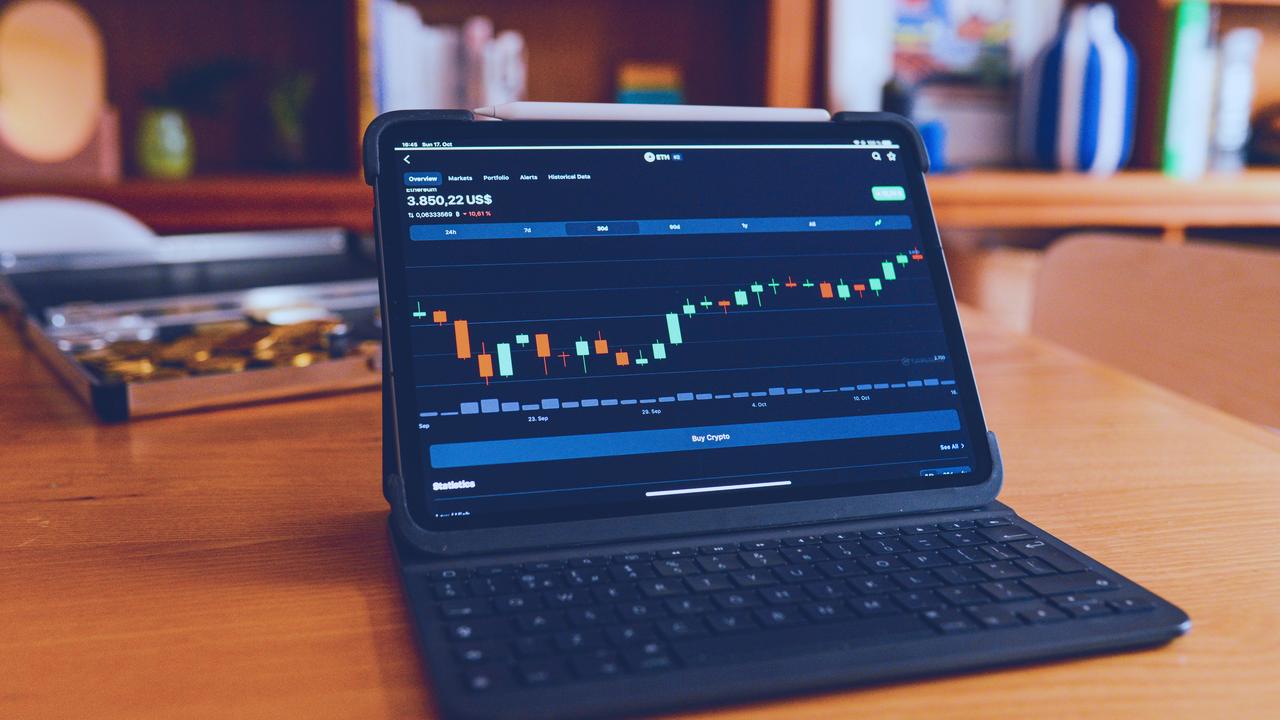 16:45 Sun 17. Oct
ETH #2
Overview Markets Portfolio Alerts Historical Data
Ethereum
3.850,22 US$
0,06333569 ฿ 10,61 %
24h 7d 30d 90d 1y All
2.750
Sep 23. Sep 29. Sep 4. Oct 10. Oct 16.
Buy Crypto
See All
Statistics